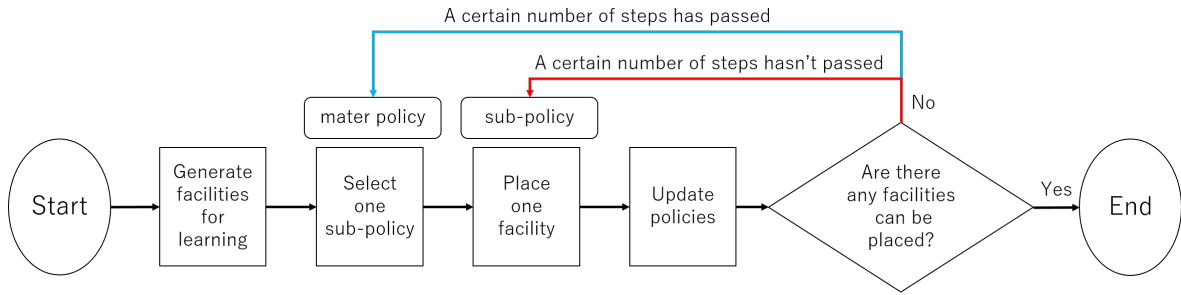 A certain number of steps has passed
A certain number of steps hasn't passed
mater policy
sub-policy
No
Start
Generate
facilities
for
learning
Select
one
sub-policy
Place
one
facility
Update
policies
Are there
any facilities
can be
placed?
Yes
End